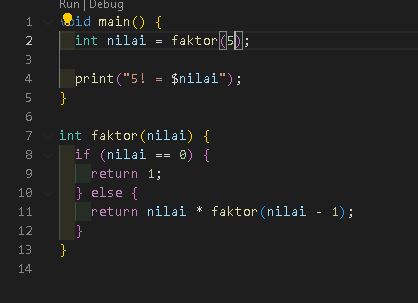 Run | Debug
1 void main() {
2 int nilai = faktor(5);
3
4 print("5! = $nilai");
5 }
6
7 int faktor(nilai) {
8 if (nilai == 0) {
9 return 1;
10 } else {
11 return nilai * faktor(nilai - 1);
12 }
13 }
14